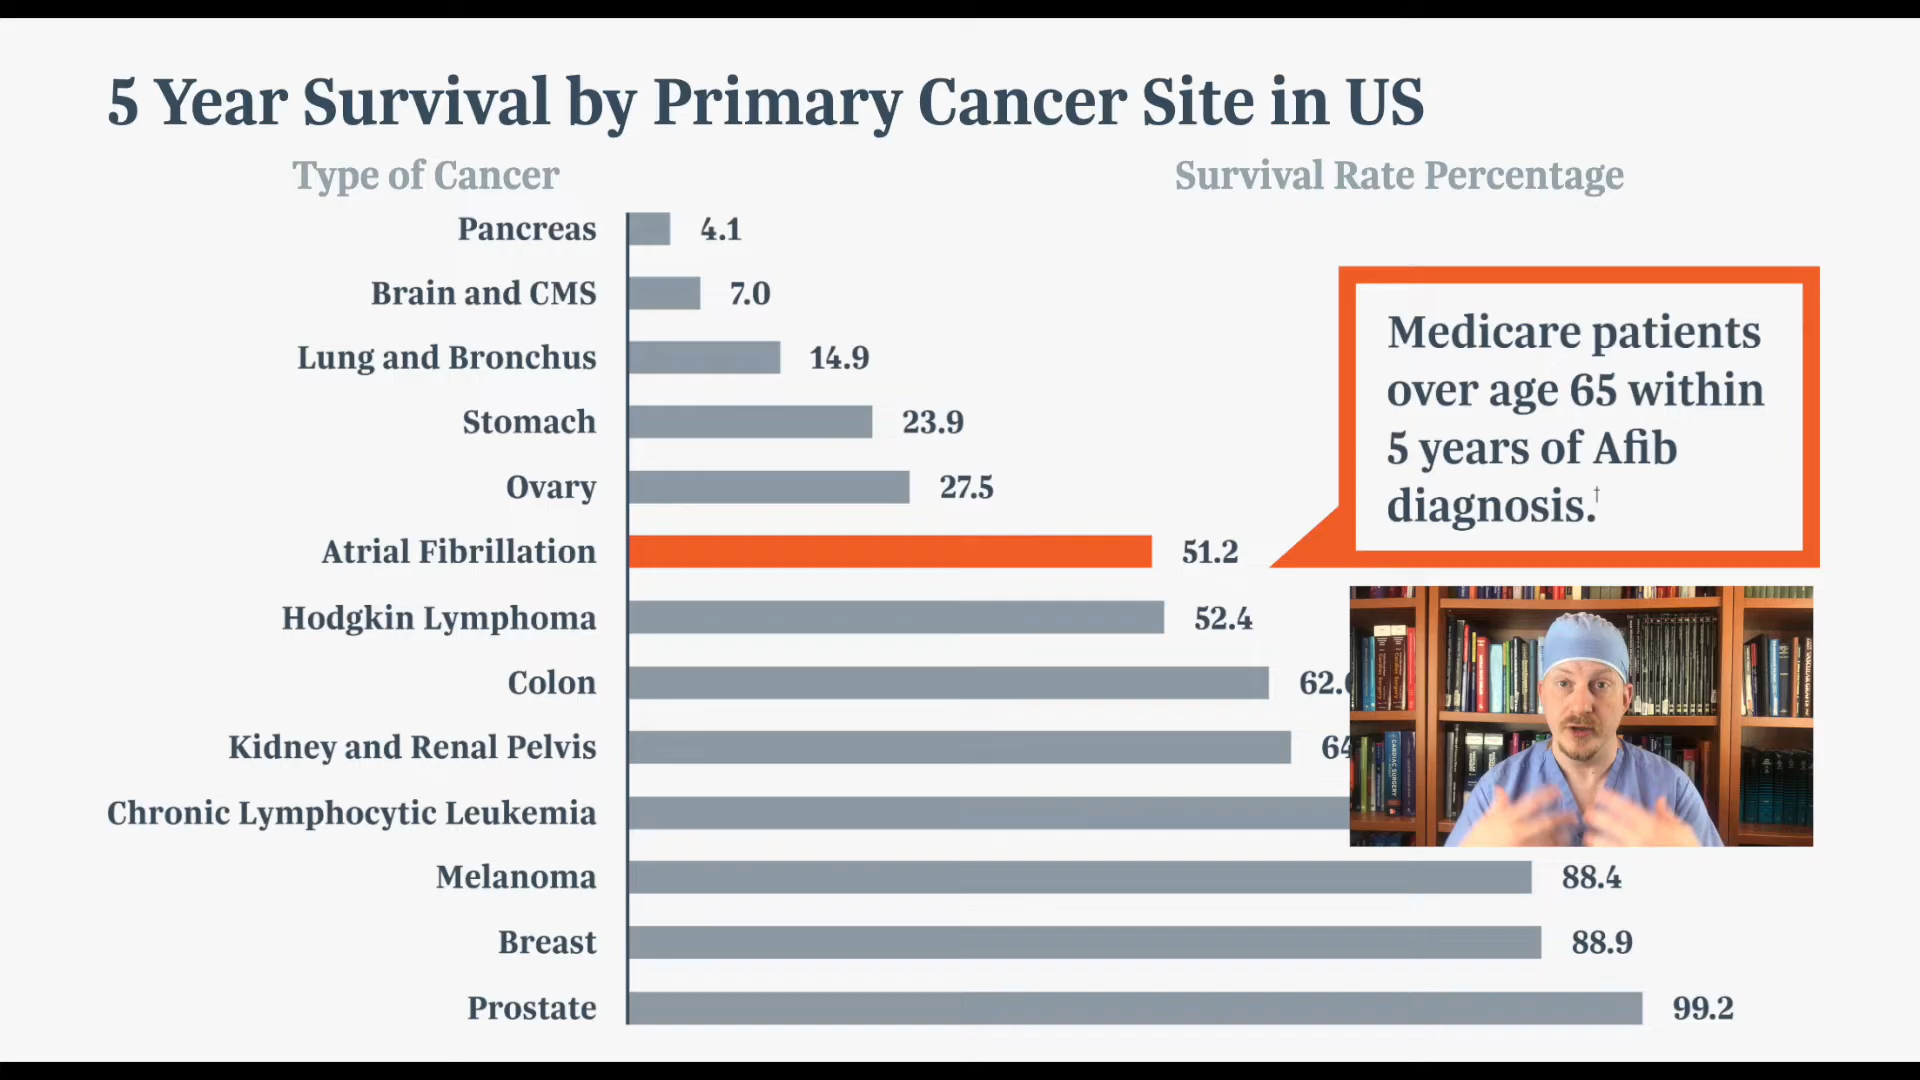 5 Year Survival by Primary Cancer Site in US
Type of Cancer Survival Rate Percentage
Pancreas 4.1
Brain and CMS 7.0
Lung and Bronchus 14.9
Stomach 23.9
Ovary 27.5
Medicare patients
over age 65 within
5 years of Afib
diagnosis.†
Atrial Fibrillation 51.2
Hodgkin Lymphoma 52.4
Colon
Kidney and Renal Pelvis
Chronic Lymphocytic Leukemia
Melanoma 88.4
Breast 88.9
Prostate 99.2